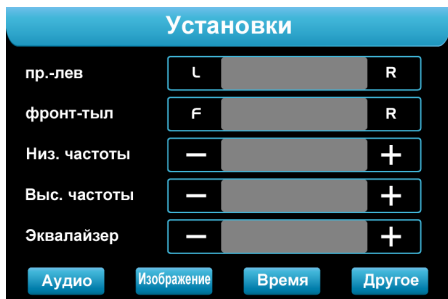 Установки
пр.-лев L R
фронт-тыл F R
Низ. частоты − +
Выс. частоты − +
Эквалайзер − +
Аудио Изображение Время Другое